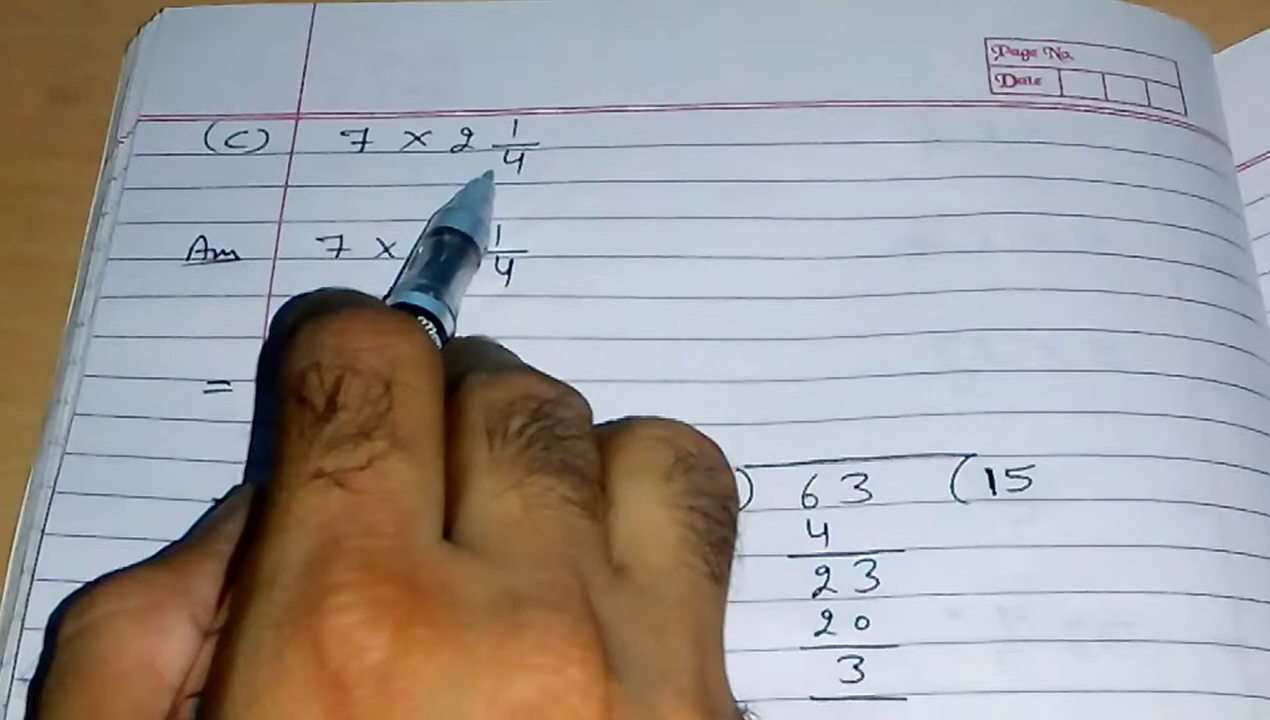 Page No.
Date
(C) 7 × 2 1/4
Ans 7 × 1/4
=
) 63 ( 15
4
23
20
3